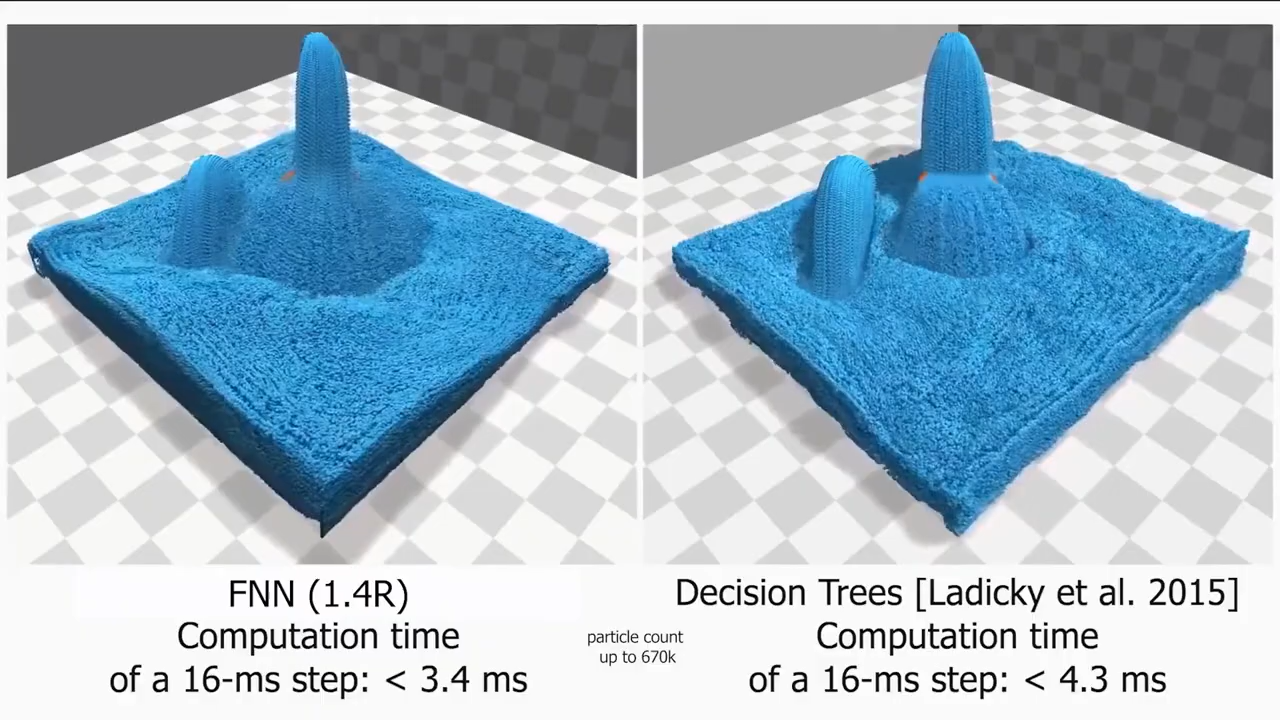 FNN (1.4R)
Computation time
of a 16-ms step: < 3.4 ms
particle count
up to 670k
Decision Trees [Ladicky et al. 2015]
Computation time
of a 16-ms step: < 4.3 ms